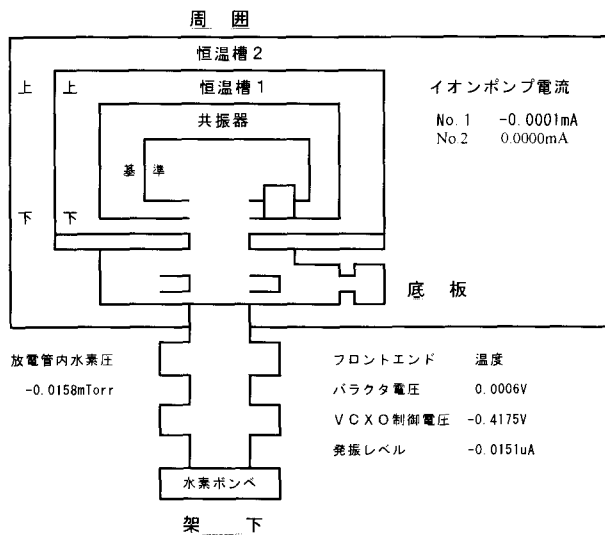 周 囲
恒温槽2
上 上 恒温槽1
共振器
基 準
下 下
イオンポンプ電流
No.1 -0.0001mA
No.2 0.0000mA
底 板
放電管内水素圧
-0.0158mTorr
フロントエンド 温度
バラクタ電圧 0.0006V
VCXO制御電圧 -0.4175V
発振レベル -0.0151uA
水素ボンベ
架 下